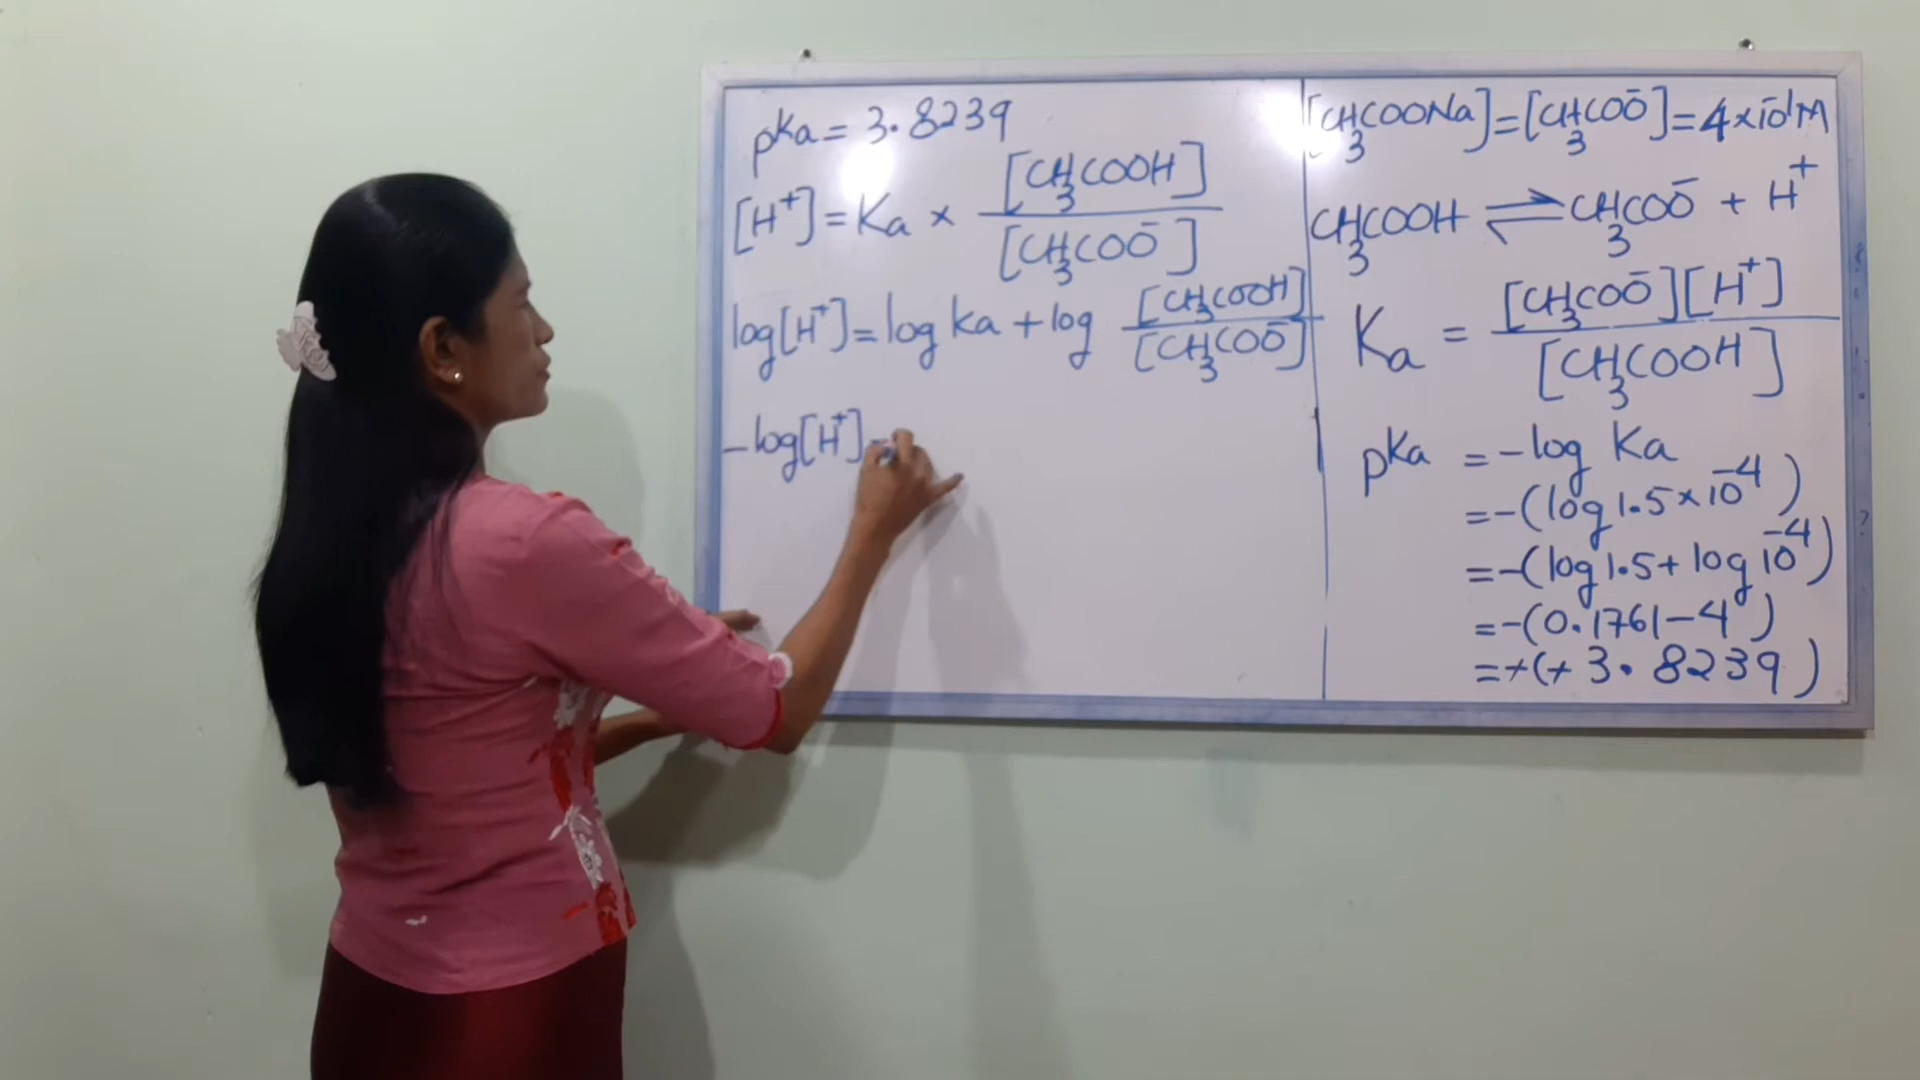 pKa = 3.8239
[H⁺] = Ka × [CH₃COOH] / [CH₃COO⁻]
log[H⁺] = log Ka + log [CH₃COOH] / [CH₃COO⁻]
-log[H⁺] =
[CH₃COONa] = [CH₃COO⁻] = 4 × 10⁻¹ M
CH₃COOH ⇌ CH₃COO⁻ + H⁺
Ka = [CH₃COO⁻][H⁺] / [CH₃COOH]
pKa = -log Ka
= -(log 1.5 × 10⁻⁴)
= -(log 1.5 + log 10⁻⁴)
= -(0.1761 - 4)
= +(+ 3.8239)